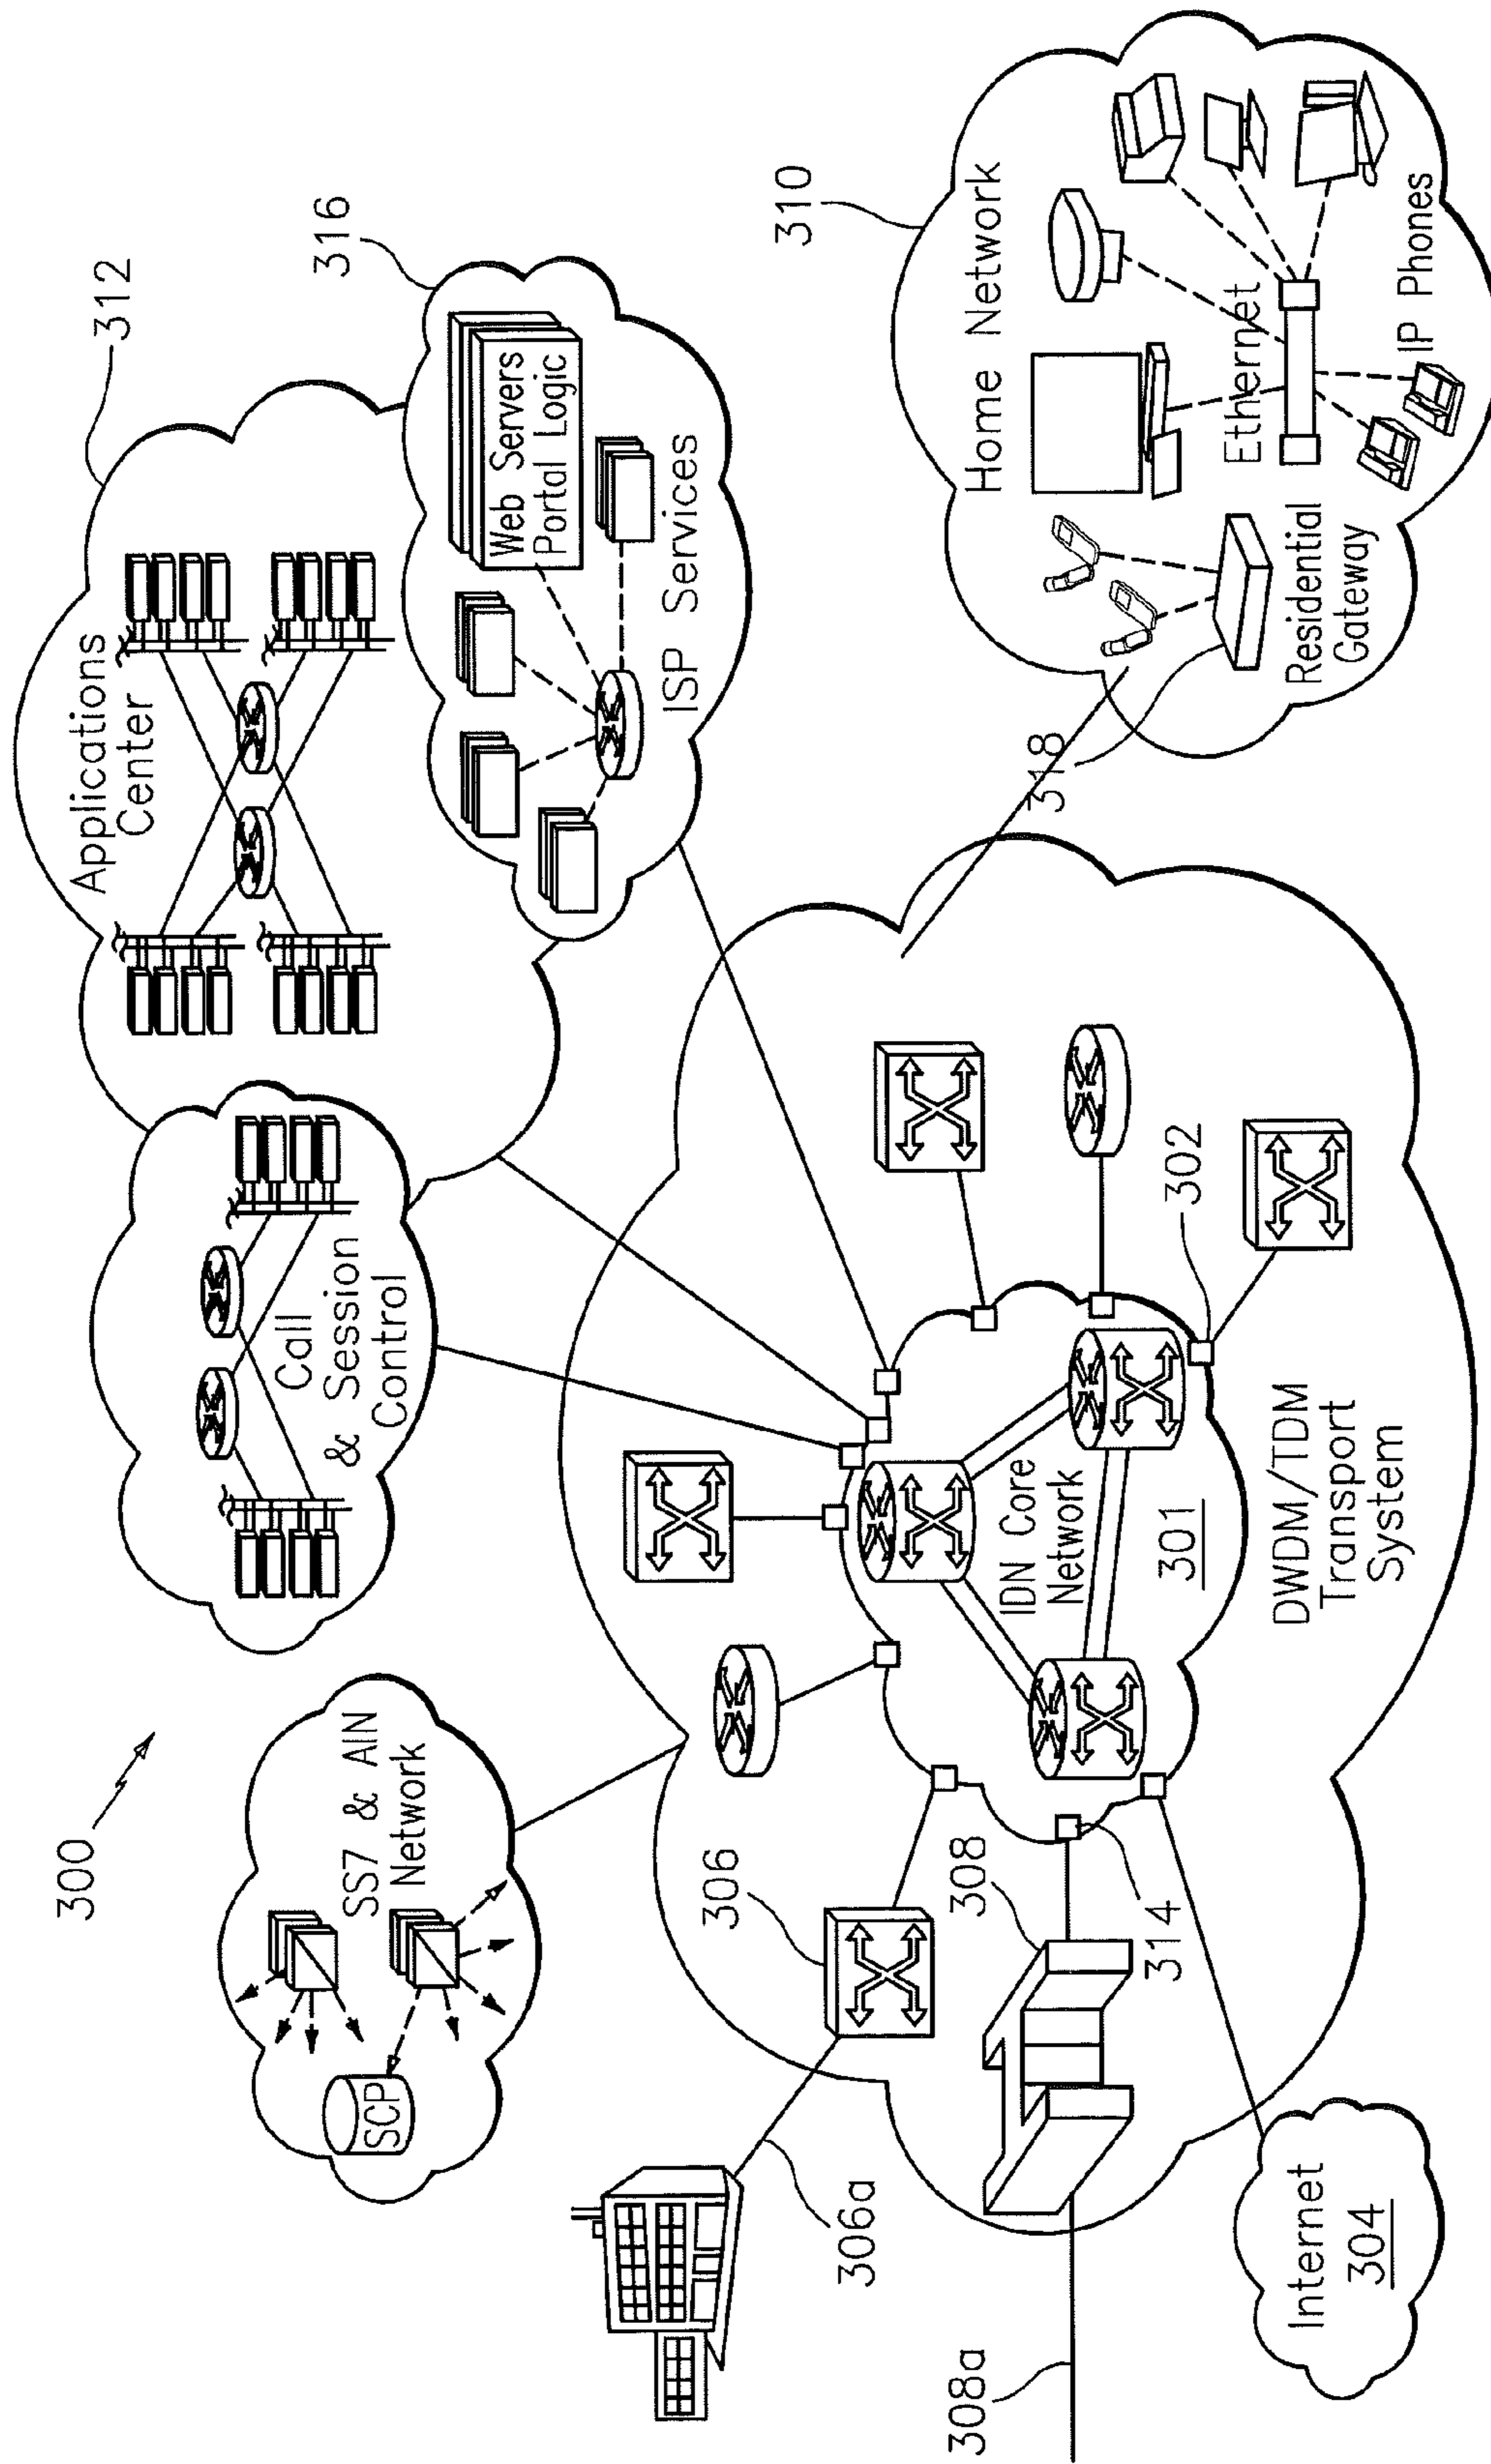 300
SS7 & AIN
Network
SCP
Call
& Session
Control
Applications
Center
312
316
Web Servers
Portal Logic
ISP Services
306a
306
308a
308
314
Internet
304
IDN Core
Network
301
302
DWDM/TDM
Transport
System
310
Home Network
Ethernet
IP Phones
318
Residential
Gateway